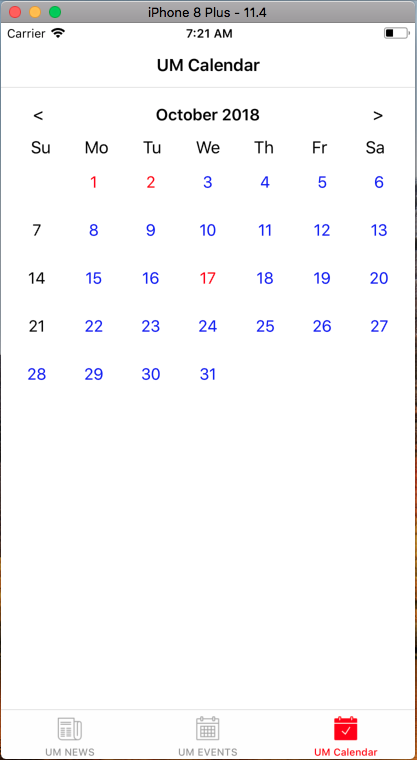 iPhone 8 Plus - 11.4
Carrier 7:21 AM
UM Calendar
< October 2018 >
Su Mo Tu We Th Fr Sa
1 2 3 4 5 6
7 8 9 10 11 12 13
14 15 16 17 18 19 20
21 22 23 24 25 26 27
28 29 30 31
UM NEWS UM EVENTS UM Calendar